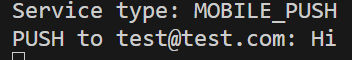 Service type: MOBILE_PUSH
PUSH to test@test.com: Hi